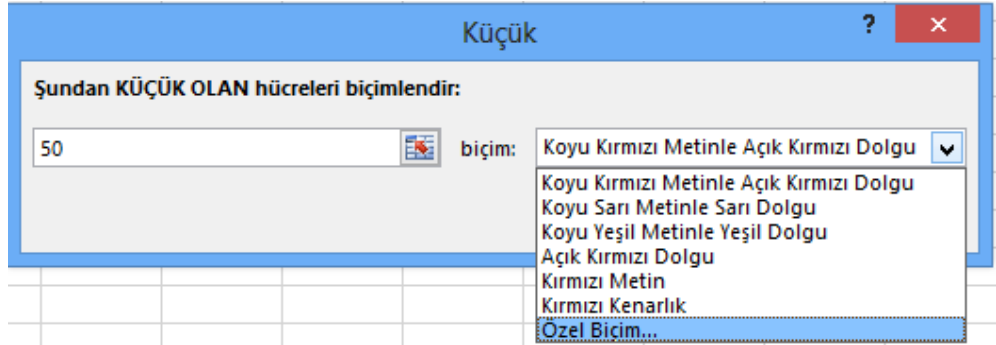 Küçük
?
Şundan KÜÇÜK OLAN hücreleri biçimlendir:
50 biçim: Koyu Kırmızı Metinle Açık Kırmızı Dolgu
Koyu Kırmızı Metinle Açık Kırmızı Dolgu
Koyu Sarı Metinle Sarı Dolgu
Koyu Yeşil Metinle Yeşil Dolgu
Açık Kırmızı Dolgu
Kırmızı Metin
Kırmızı Kenarlık
Özel Biçim...